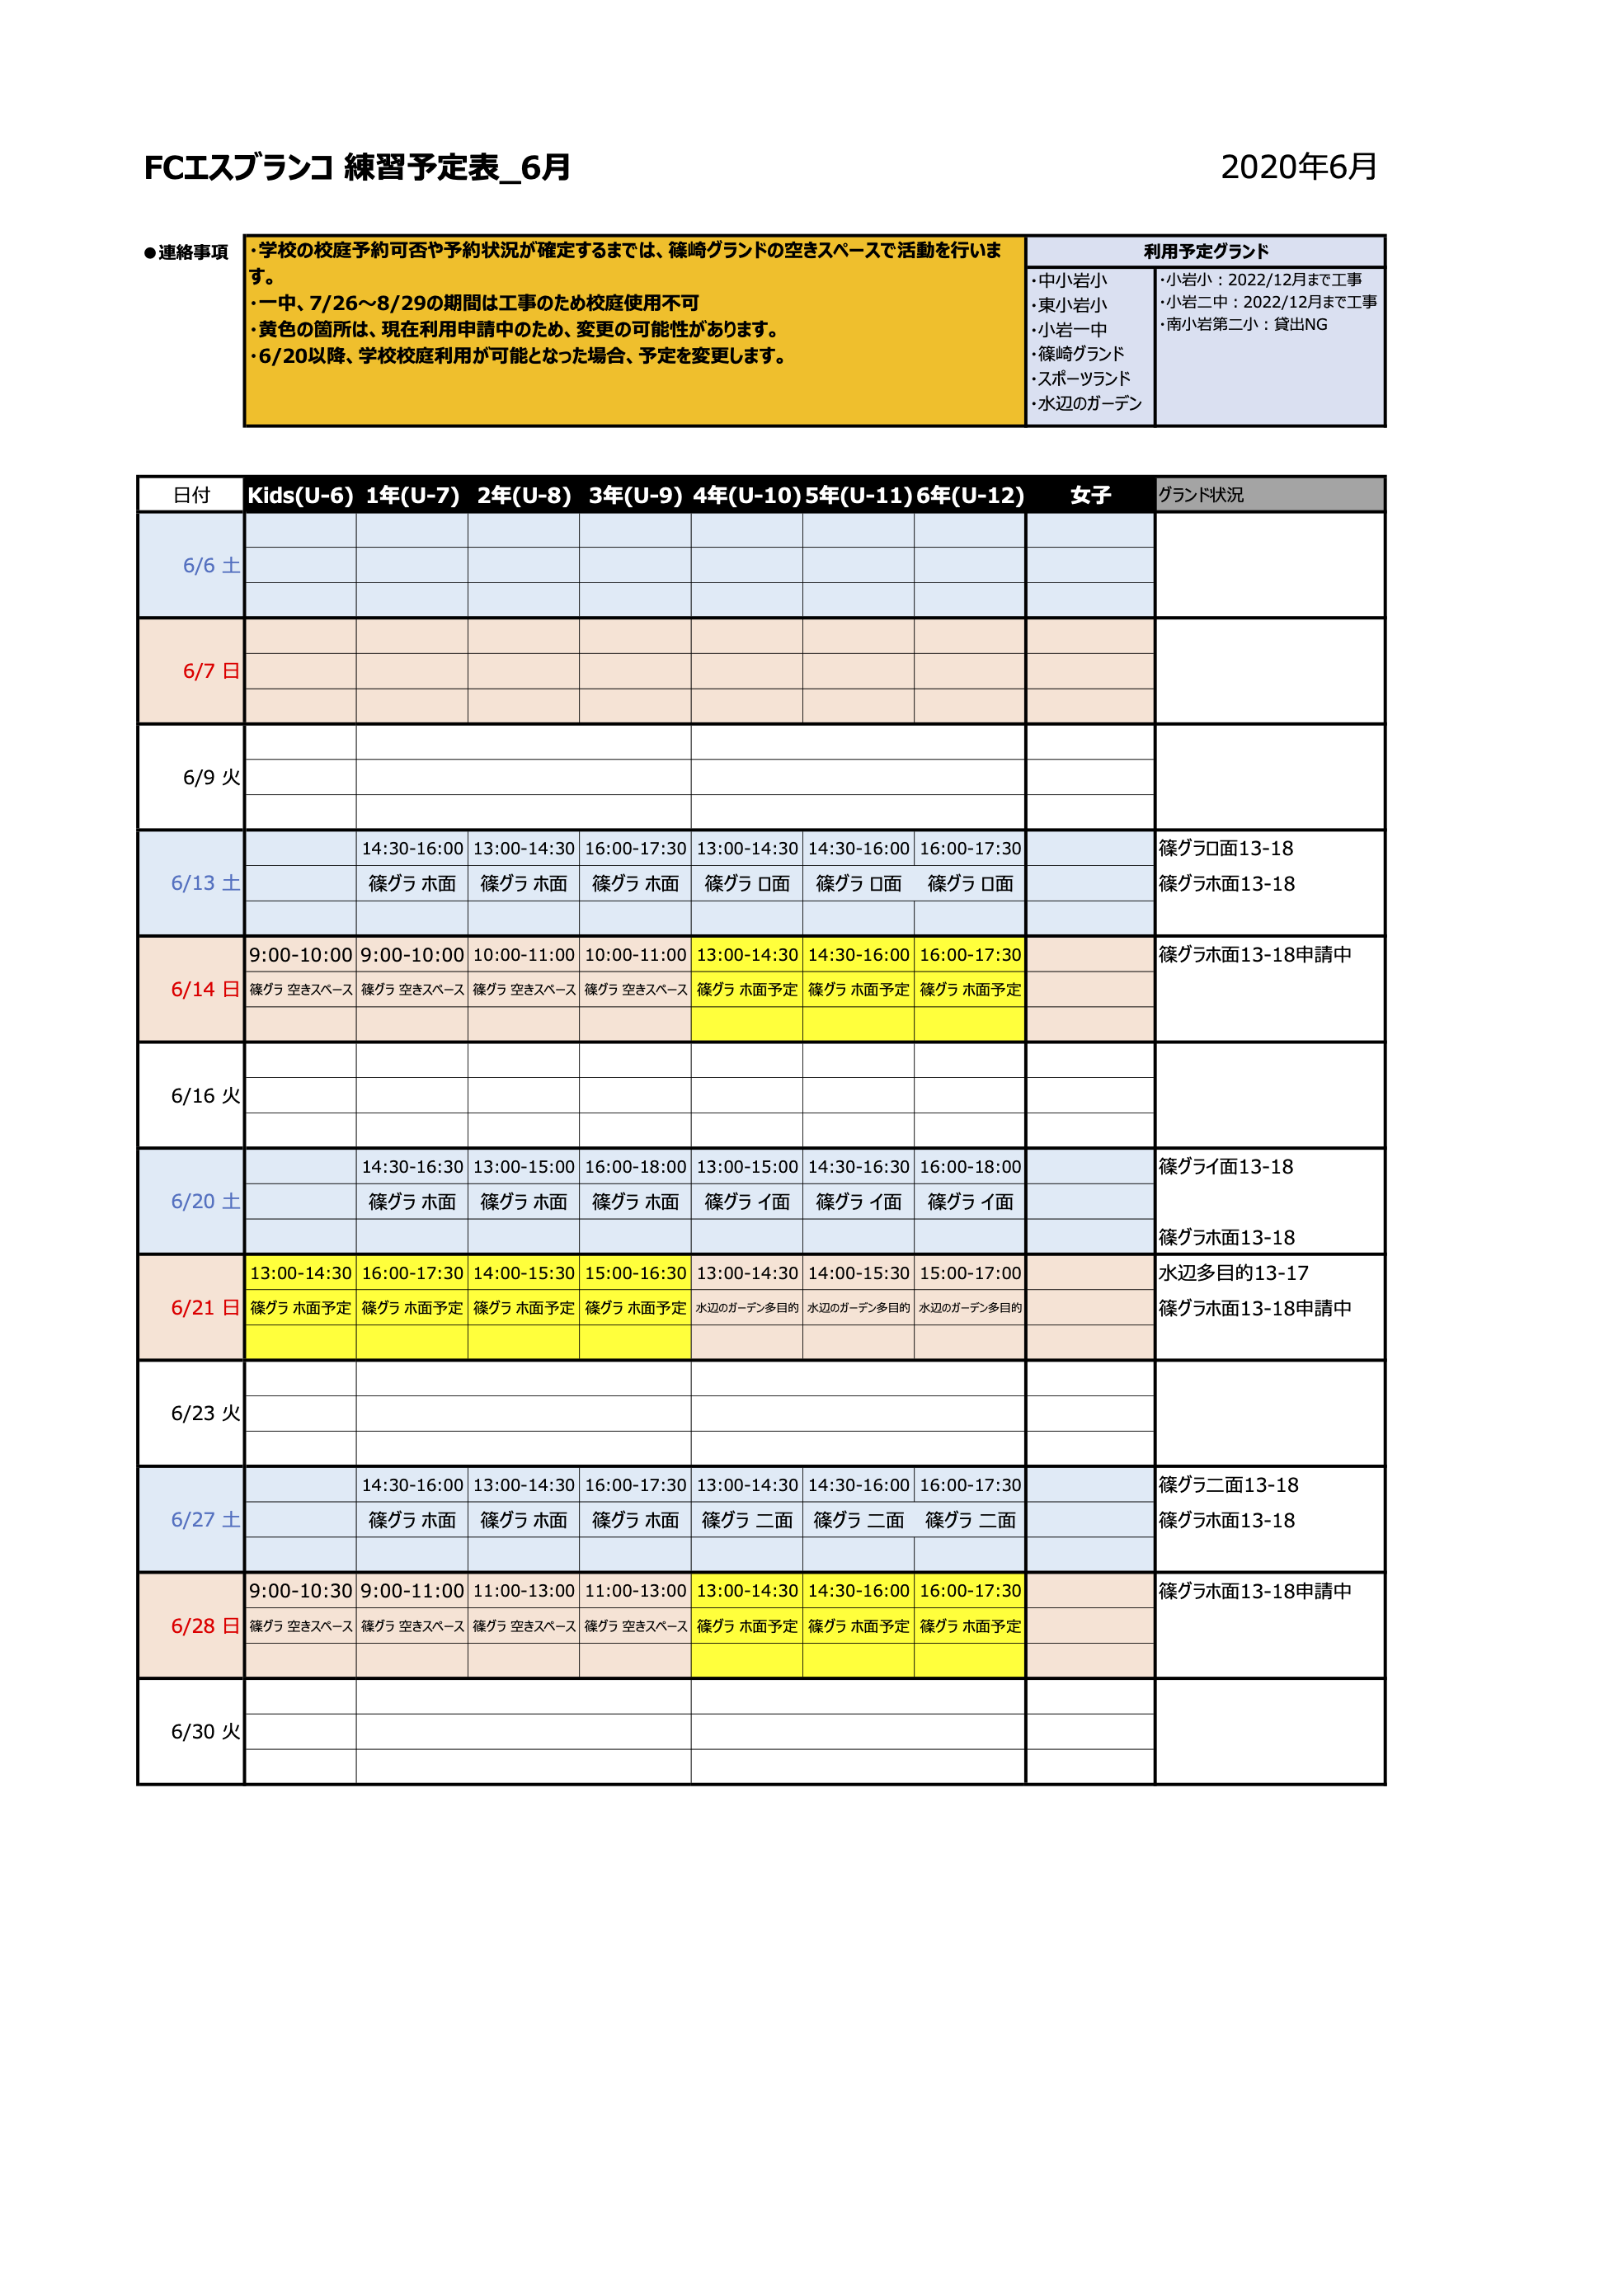 FCエスブランコ 練習予定表_6月
2020年6月
●連絡事項
・学校の校庭予約可否や予約状況が確定するまでは、篠崎グランドの空きスペースで活動を行いま
す。
・一中、7/26～8/29の期間は工事のため校庭使用不可
・黄色の箇所は、現在利用申請中のため、変更の可能性があります。
・6/20以降、学校校庭利用が可能となった場合、予定を変更します。
利用予定グランド
・中小岩小
・東小岩小
・小岩一中
・篠崎グランド
・スポーツランド
・水辺のガーデン
・小岩小：2022/12月まで工事
・小岩二中：2022/12月まで工事
・南小岩第二小：貸出NG
日付 Kids(U-6) 1年(U-7) 2年(U-8) 3年(U-9) 4年(U-10) 5年(U-11) 6年(U-12) 女子 グランド状況
6/6 土
6/7 日
6/9 火
14:30-16:00 13:00-14:30 16:00-17:30 13:00-14:30 14:30-16:00 16:00-17:30 篠グラロ面13-18
6/13 土 篠グラ ホ面 篠グラ ホ面 篠グラ ホ面 篠グラ ロ面 篠グラ ロ面 篠グラ ロ面 篠グラホ面13-18
9:00-10:00 9:00-10:00 10:00-11:00 10:00-11:00 13:00-14:30 14:30-16:00 16:00-17:30 篠グラホ面13-18申請中
6/14 日 篠グラ 空きスペース 篠グラ 空きスペース 篠グラ 空きスペース 篠グラ 空きスペース 篠グラ ホ面予定 篠グラ ホ面予定 篠グラ ホ面予定
6/16 火
14:30-16:30 13:00-15:00 16:00-18:00 13:00-15:00 14:30-16:30 16:00-18:00 篠グライ面13-18
6/20 土 篠グラ ホ面 篠グラ ホ面 篠グラ ホ面 篠グラ イ面 篠グラ イ面 篠グラ イ面
篠グラホ面13-18
13:00-14:30 16:00-17:30 14:00-15:30 15:00-16:30 13:00-14:30 14:00-15:30 15:00-17:00 水辺多目的13-17
6/21 日 篠グラ ホ面予定 篠グラ ホ面予定 篠グラ ホ面予定 篠グラ ホ面予定 水辺のガーデン多目的 水辺のガーデン多目的 水辺のガーデン多目的 篠グラホ面13-18申請中
6/23 火
14:30-16:00 13:00-14:30 16:00-17:30 13:00-14:30 14:30-16:00 16:00-17:30 篠グラ二面13-18
6/27 土 篠グラ ホ面 篠グラ ホ面 篠グラ ホ面 篠グラ 二面 篠グラ 二面 篠グラ 二面 篠グラホ面13-18
9:00-10:30 9:00-11:00 11:00-13:00 11:00-13:00 13:00-14:30 14:30-16:00 16:00-17:30 篠グラホ面13-18申請中
6/28 日 篠グラ 空きスペース 篠グラ 空きスペース 篠グラ 空きスペース 篠グラ 空きスペース 篠グラ ホ面予定 篠グラ ホ面予定 篠グラ ホ面予定
6/30 火